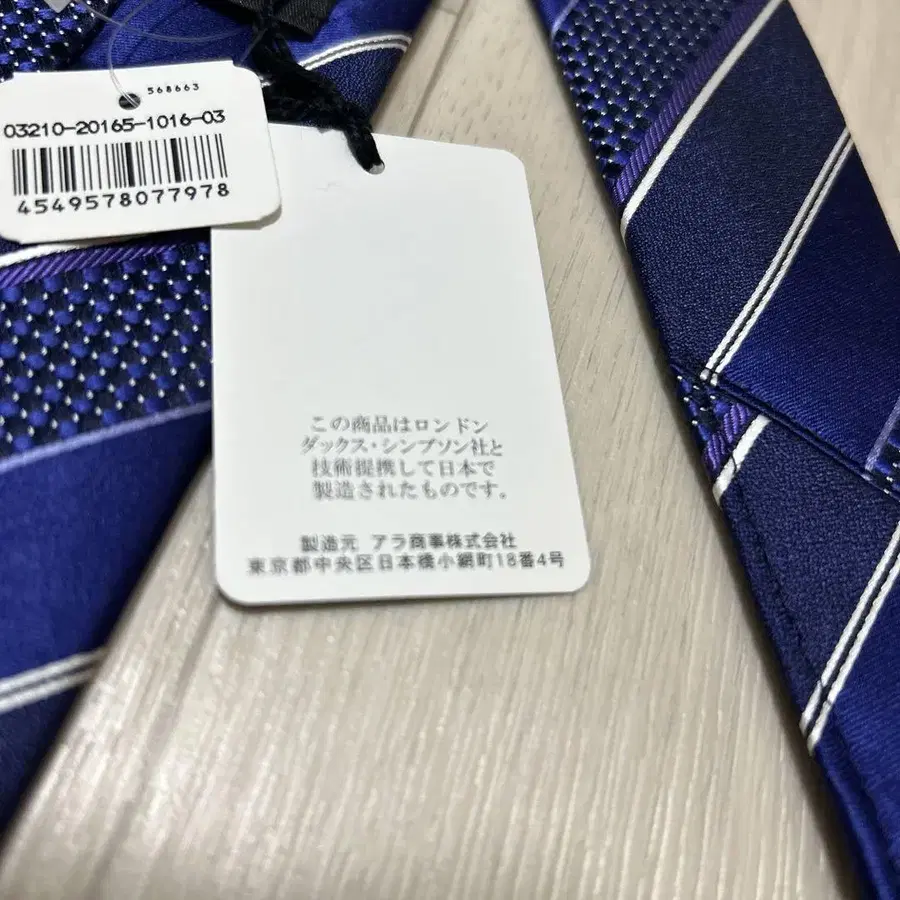 568663
03210-20165-1016-03
4549578077978
この商品はロンドン
ダックス・シンプソン社と
技術提携して日本で
製造されたものです。
製造元 アラ商事株式会社
東京都中央区日本橋小網町18番4号